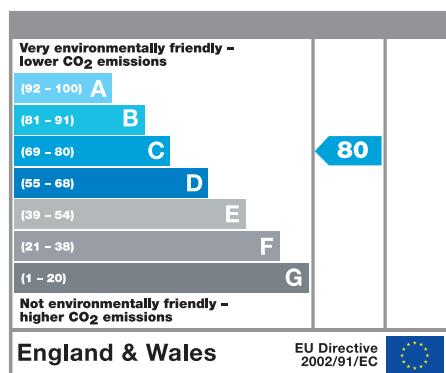 Very environmentally friendly –
lower CO2 emissions
(92 – 100) A
(81 – 91) B
(69 – 80) C
80
(55 – 68) D
(39 – 54) E
(21 – 38) F
(1 – 20) G
Not environmentally friendly –
higher CO2 emissions
England & Wales
EU Directive
2002/91/EC